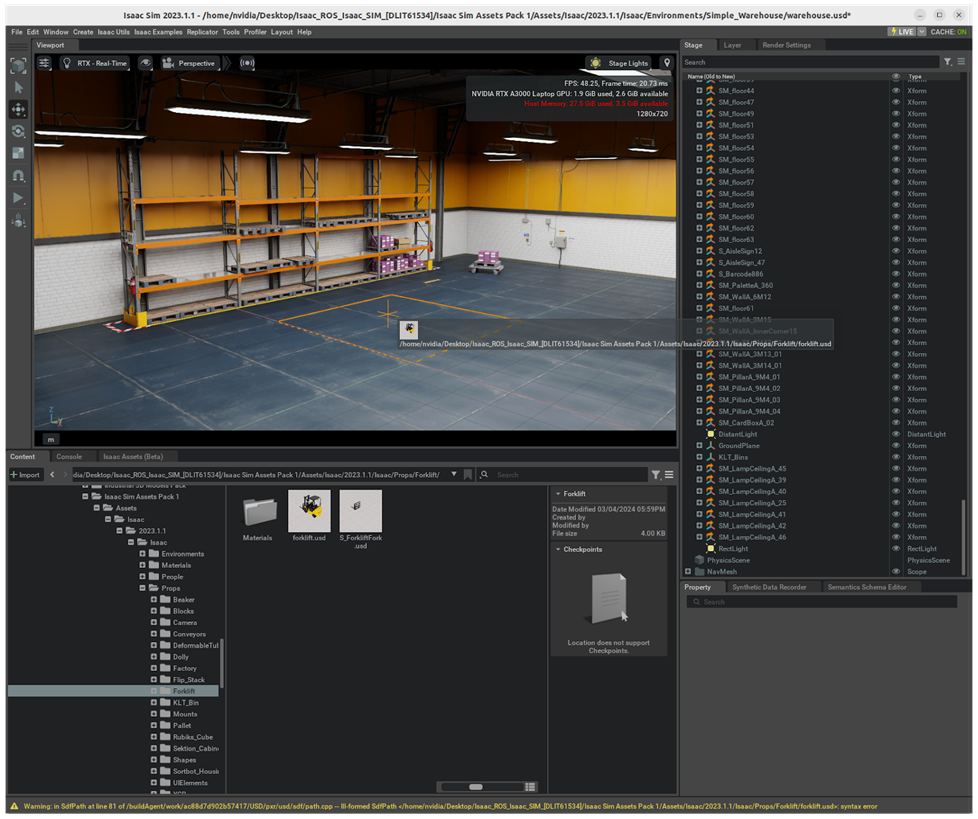 Isaac Sim 2023.1.1 - /home/nvidia/Desktop/Isaac_ROS_Isaac_SIM_[DLIT61534]/Isaac Sim Assets Pack 1/Assets/Isaac/2023.1.1/Isaac/Environments/Simple_Warehouse/warehouse.usd*
File Edit Window Create Isaac Utils Isaac Examples Replicator Tools Profiler Layout Help
LIVE
CACHE: ON
Viewport
RTX - Real-Time
Perspective
Stage Lights
FPS: 48.25, Frame time: 20.73 ms
NVIDIA RTX A3000 Laptop GPU: 1.9 GiB used, 2.6 GiB available
Host Memory: 27.5 GiB used, 3.5 GiB available
1280x720
/home/nvidia/Desktop/Isaac_ROS_Isaac_SIM_[DLIT61534]/Isaac Sim Assets Pack 1/Assets/Isaac/2023.1.1/Isaac/Props/Forklift/forklift.usd
Z
Y
m
Stage Layer Render Settings
Search
Name (Old to New) Type
SM_floor44 Xform
SM_floor47 Xform
SM_floor49 Xform
SM_floor51 Xform
SM_floor53 Xform
SM_floor54 Xform
SM_floor55 Xform
SM_floor56 Xform
SM_floor57 Xform
SM_floor58 Xform
SM_floor59 Xform
SM_floor60 Xform
SM_floor62 Xform
SM_floor63 Xform
S_AisleSign12 Xform
S_AisleSign_47 Xform
S_Barcode886 Xform
SM_PaletteA_360 Xform
SM_WallA_6M12 Xform
SM_floor61 Xform
SM_WallA_3M15 Xform
SM_WallA_InnerCorner15 Xform
Xform
SM_WallA_3M13_01 Xform
SM_WallA_3M14_01 Xform
SM_PillarA_9M4_01 Xform
SM_PillarA_9M4_02 Xform
SM_PillarA_9M4_03 Xform
SM_PillarA_9M4_04 Xform
SM_CardBoxA_02 Xform
DistantLight DistantLight
GroundPlane Xform
KLT_Bins Xform
SM_LampCeilingA_45 Xform
SM_LampCeilingA_39 Xform
SM_LampCeilingA_40 Xform
SM_LampCeilingA_25 Xform
SM_LampCeilingA_41 Xform
SM_LampCeilingA_42 Xform
SM_LampCeilingA_46 Xform
RectLight RectLight
PhysicsScene PhysicsScene
NavMesh Scope
Property Synthetic Data Recorder Semantics Schema Editor
Search
Content Console Isaac Assets (Beta)
Import
dia/Desktop/Isaac_ROS_Isaac_SIM_[DLIT61534]/Isaac Sim Assets Pack 1/Assets/Isaac/2023.1.1/Isaac/Props/Forklift/
Search
Isaac Sim Assets Pack 1
Assets
Isaac
2023.1.1
Isaac
Environments
Materials
People
Props
Beaker
Blocks
Camera
Conveyors
DeformableTu
Dolly
Factory
Flip_Stack
Forklift
KLT_Bin
Mounts
Pallet
Rubiks_Cube
Sektion_Cabin
Shapes
Sortbot_Housi
UIElements
Materials
forklift.usd
S_ForkliftFork
.usd
Forklift
Date Modified 03/04/2024 05:59PM
Created by
Modified by
File size 4.00 KB
Checkpoints
Location does not support
Checkpoints.
Warning: in SdfPath at line 81 of /buildAgent/work/ac88d7d902b57417/USD/pxr/usd/sdf/path.cpp -- Ill-formed SdfPath </home/nvidia/Desktop/Isaac_ROS_Isaac_SIM_[DLIT61534]/Isaac Sim Assets Pack 1/Assets/Isaac/2023.1.1/Isaac/Props/Forklift/forklift.usd>: syntax error